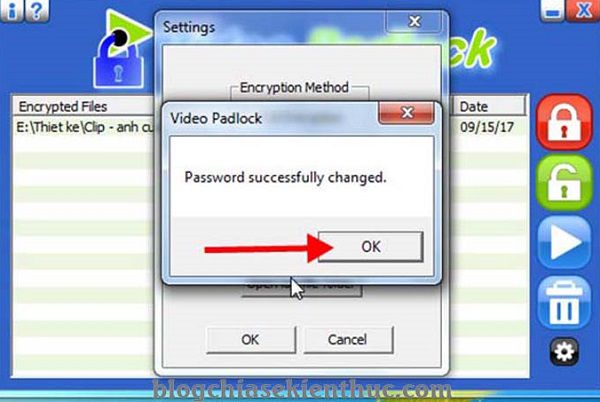 Settings
Encryption Method
Encrypted Files
Date
Video Padlock
E:\Thiet ke\Clip - anh cu
09/15/17
Password successfully changed.
OK
OK
Cancel
blogchiasekienthuc.com